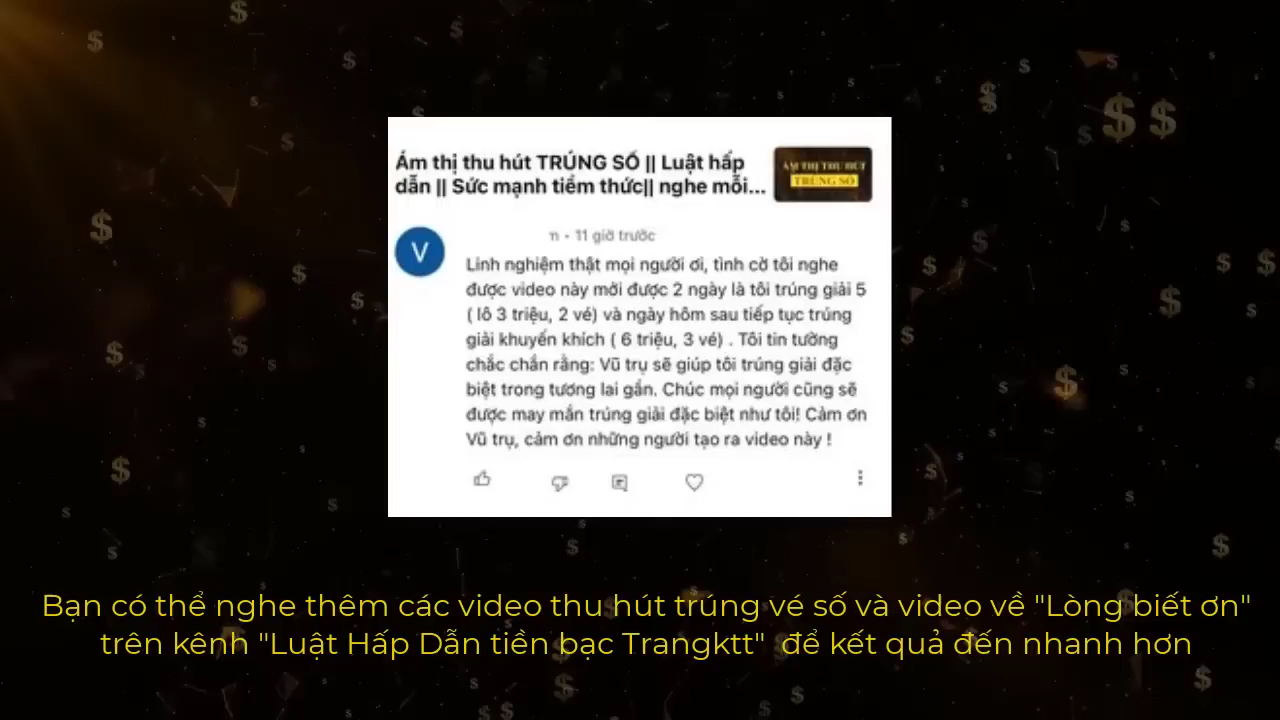 Ám thị thu hút TRÚNG SỐ || Luật hấp
dẫn || Sức mạnh tiềm thức|| nghe mỗi...
ÁM THỊ THU HÚT
TRÚNG SỐ
V
n • 11 giờ trước
Linh nghiệm thật mọi người ơi, tình cờ tôi nghe
được video này mới được 2 ngày là tôi trúng giải 5
( lô 3 triệu, 2 vé) và ngày hôm sau tiếp tục trúng
giải khuyến khích ( 6 triệu, 3 vé) . Tôi tin tưởng
chắc chắn rằng: Vũ trụ sẽ giúp tôi trúng giải đặc
biệt trong tương lai gần. Chúc mọi người cũng sẽ
được may mắn trúng giải đặc biệt như tôi! Cảm ơn
Vũ trụ, cảm ơn những người tạo ra video này !
Bạn có thể nghe thêm các video thu hút trúng vé số và video về "Lòng biết ơn"
trên kênh "Luật Hấp Dẫn tiền bạc Trangktt" để kết quả đến nhanh hơn